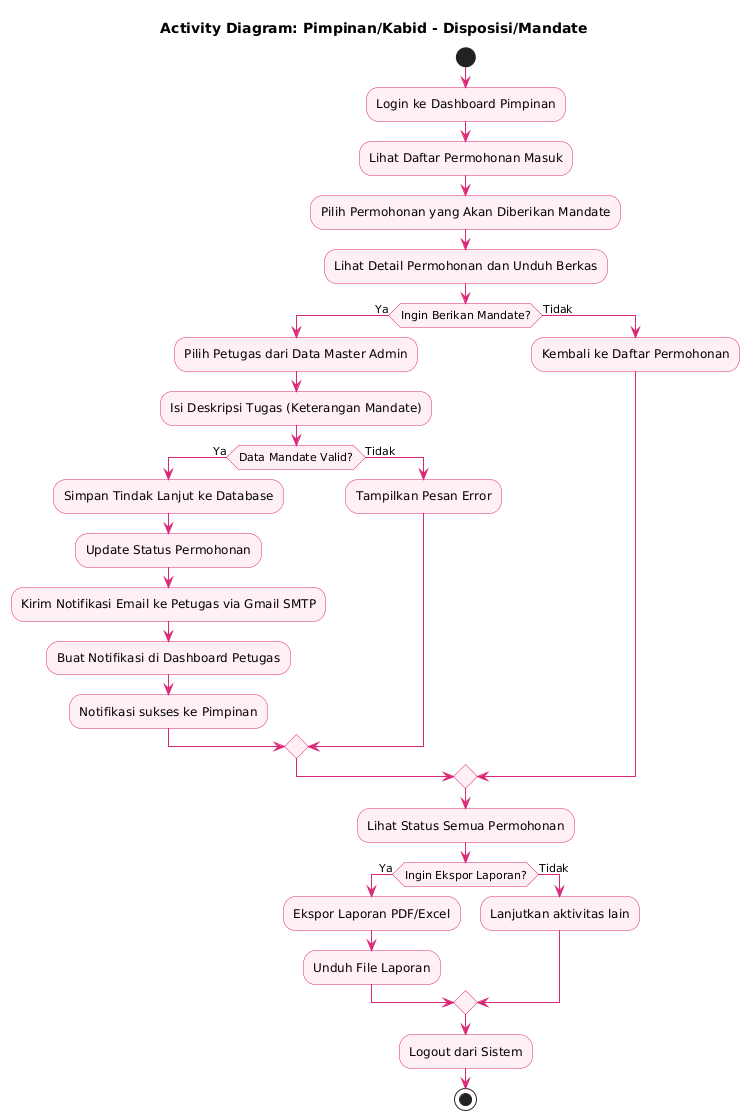 Activity Diagram: Pimpinan/Kabid - Disposisi/Mandate
Login ke Dashboard Pimpinan
Lihat Daftar Permohonan Masuk
Pilih Permohonan yang Akan Diberikan Mandate
Lihat Detail Permohonan dan Unduh Berkas
Ya
Ingin Berikan Mandate?
Tidak
Pilih Petugas dari Data Master Admin
Kembali ke Daftar Permohonan
Isi Deskripsi Tugas (Keterangan Mandate)
Ya
Data Mandate Valid?
Tidak
Simpan Tindak Lanjut ke Database
Tampilkan Pesan Error
Update Status Permohonan
Kirim Notifikasi Email ke Petugas via Gmail SMTP
Buat Notifikasi di Dashboard Petugas
Notifikasi sukses ke Pimpinan
Lihat Status Semua Permohonan
Ya
Ingin Ekspor Laporan?
Tidak
Ekspor Laporan PDF/Excel
Lanjutkan aktivitas lain
Unduh File Laporan
Logout dari Sistem